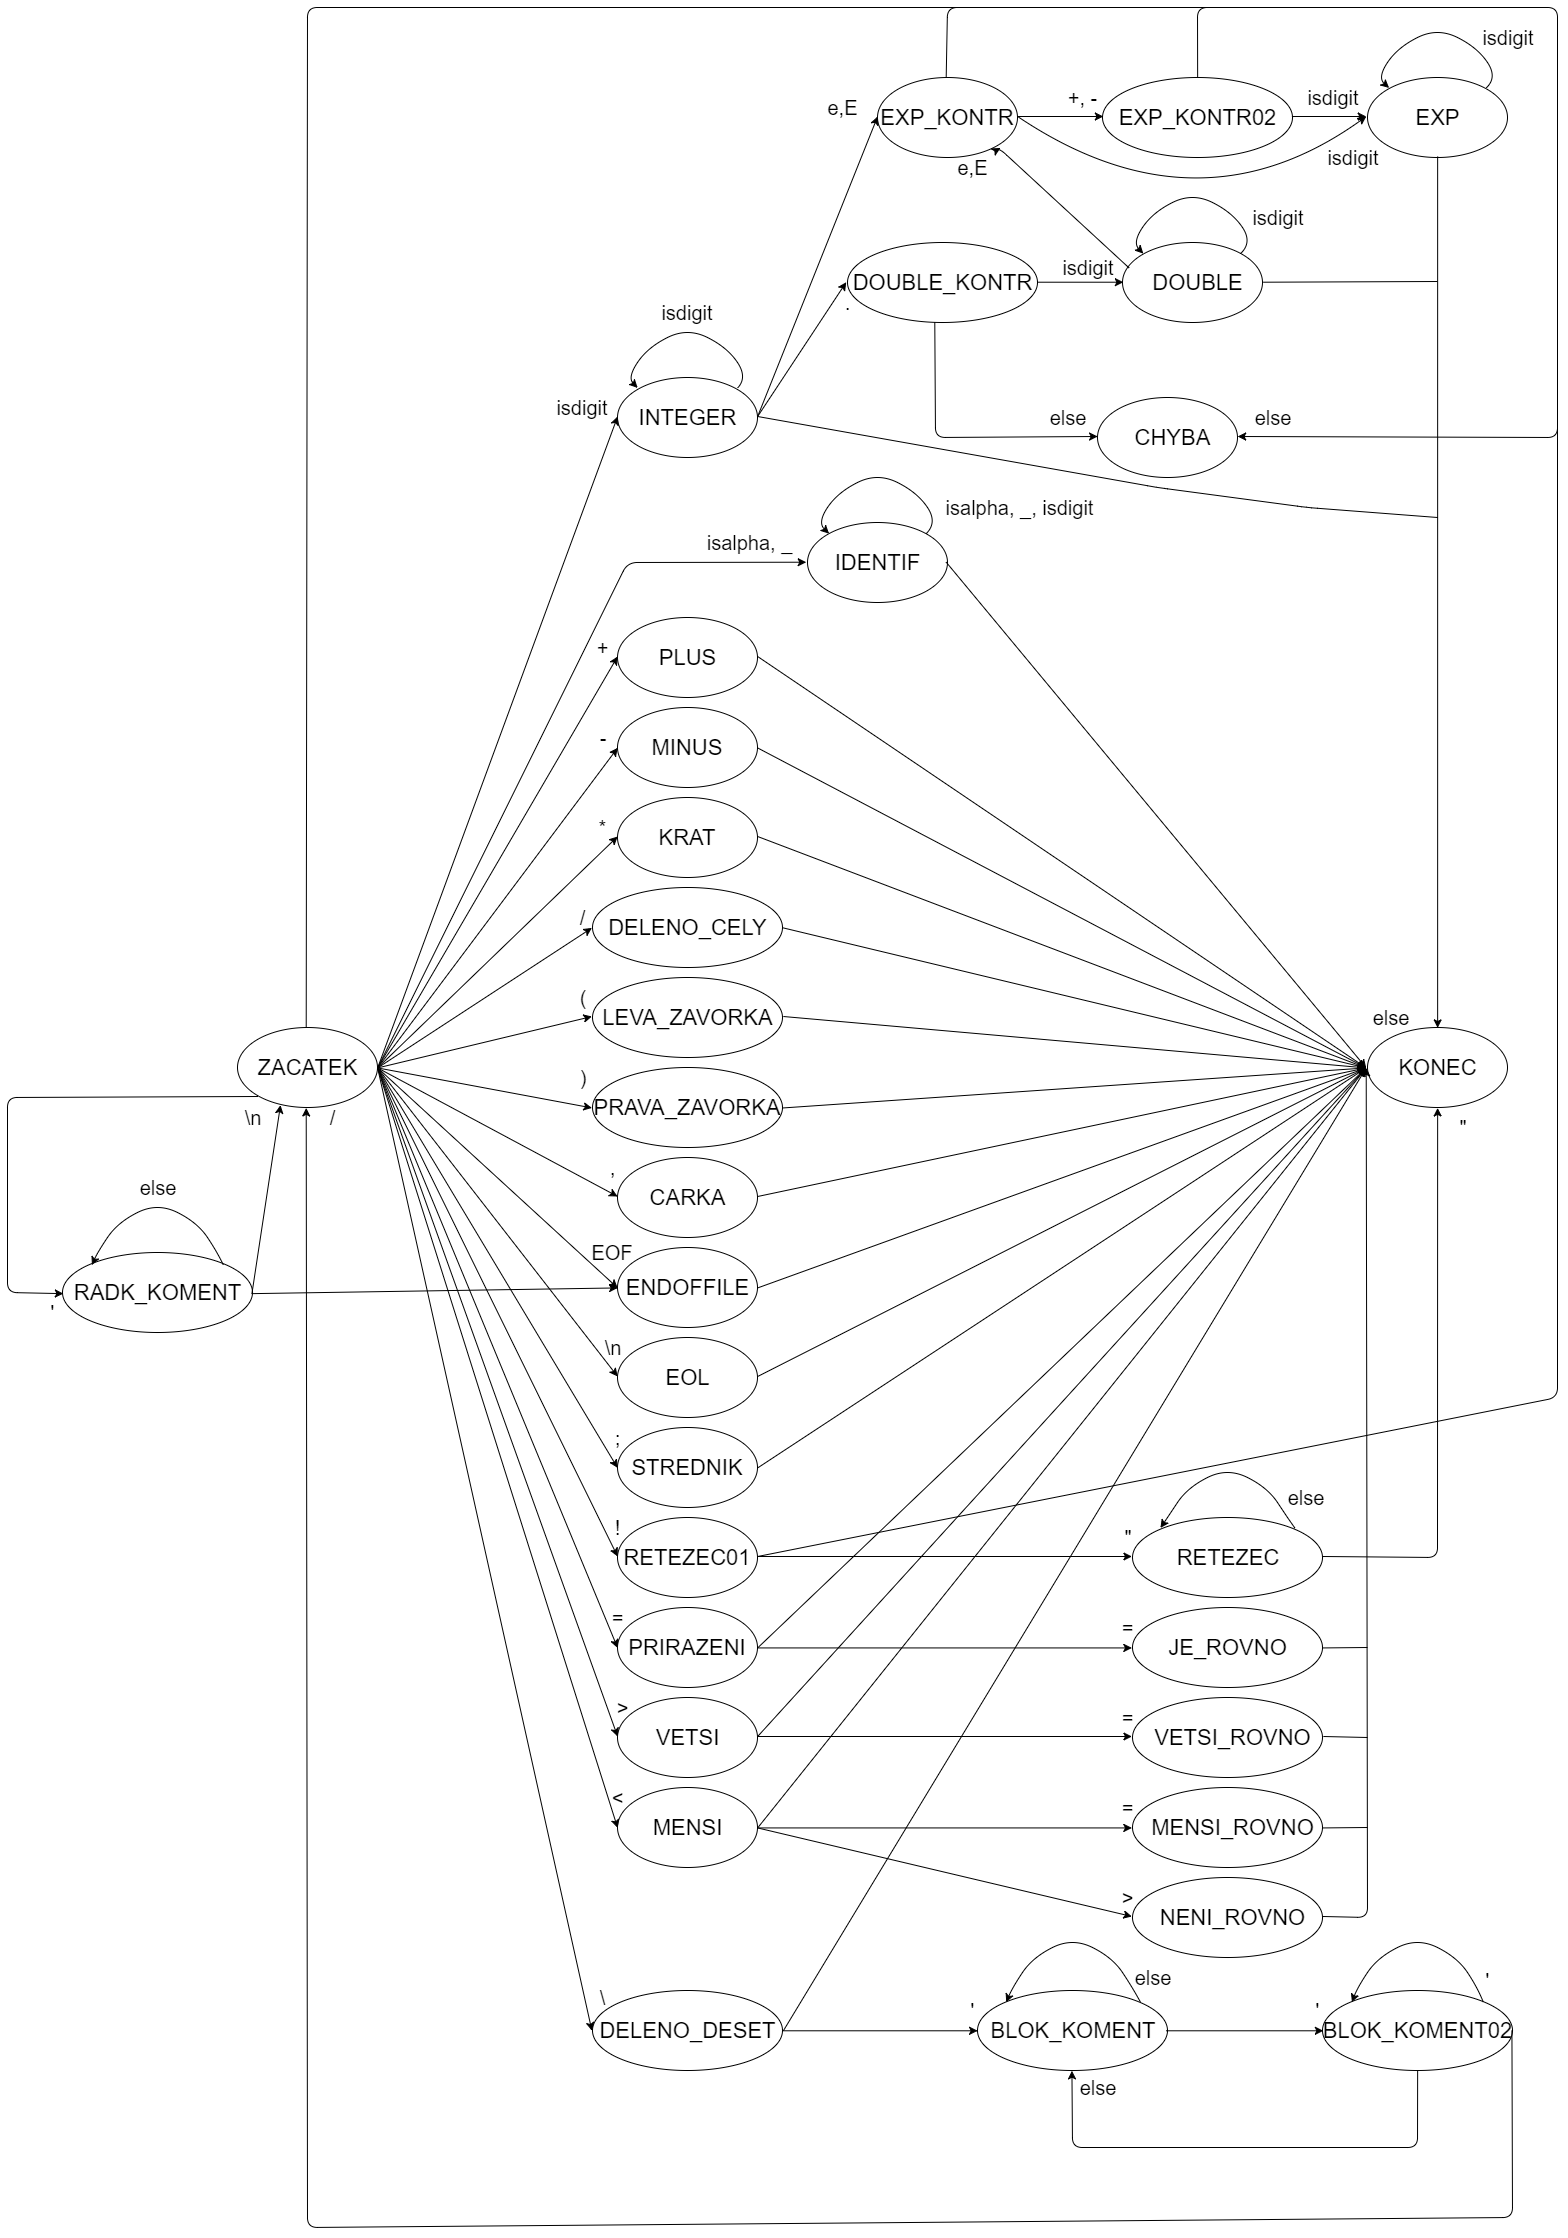 isdigit
e,E
EXP_KONTR
+, -
EXP_KONTR02
isdigit
EXP
isdigit
e,E
isdigit
DOUBLE_KONTR
.
isdigit
DOUBLE
isdigit
isdigit
INTEGER
else
CHYBA
else
isalpha, _
IDENTIF
isalpha, _, isdigit
+
PLUS
-
MINUS
*
KRAT
/
DELENO_CELY
(
LEVA_ZAVORKA
else
ZACATEK
KONEC
)
PRAVA_ZAVORKA
\n
/
"
,
CARKA
else
EOF
RADK_KOMENT
'
ENDOFFILE
\n
EOL
;
STREDNIK
else
!
RETEZEC01
"
RETEZEC
=
PRIRAZENI
=
JE_ROVNO
>
VETSI
=
VETSI_ROVNO
<
MENSI
=
MENSI_ROVNO
>
NENI_ROVNO
else
'
\
DELENO_DESET
'
BLOK_KOMENT
'
BLOK_KOMENT02
else